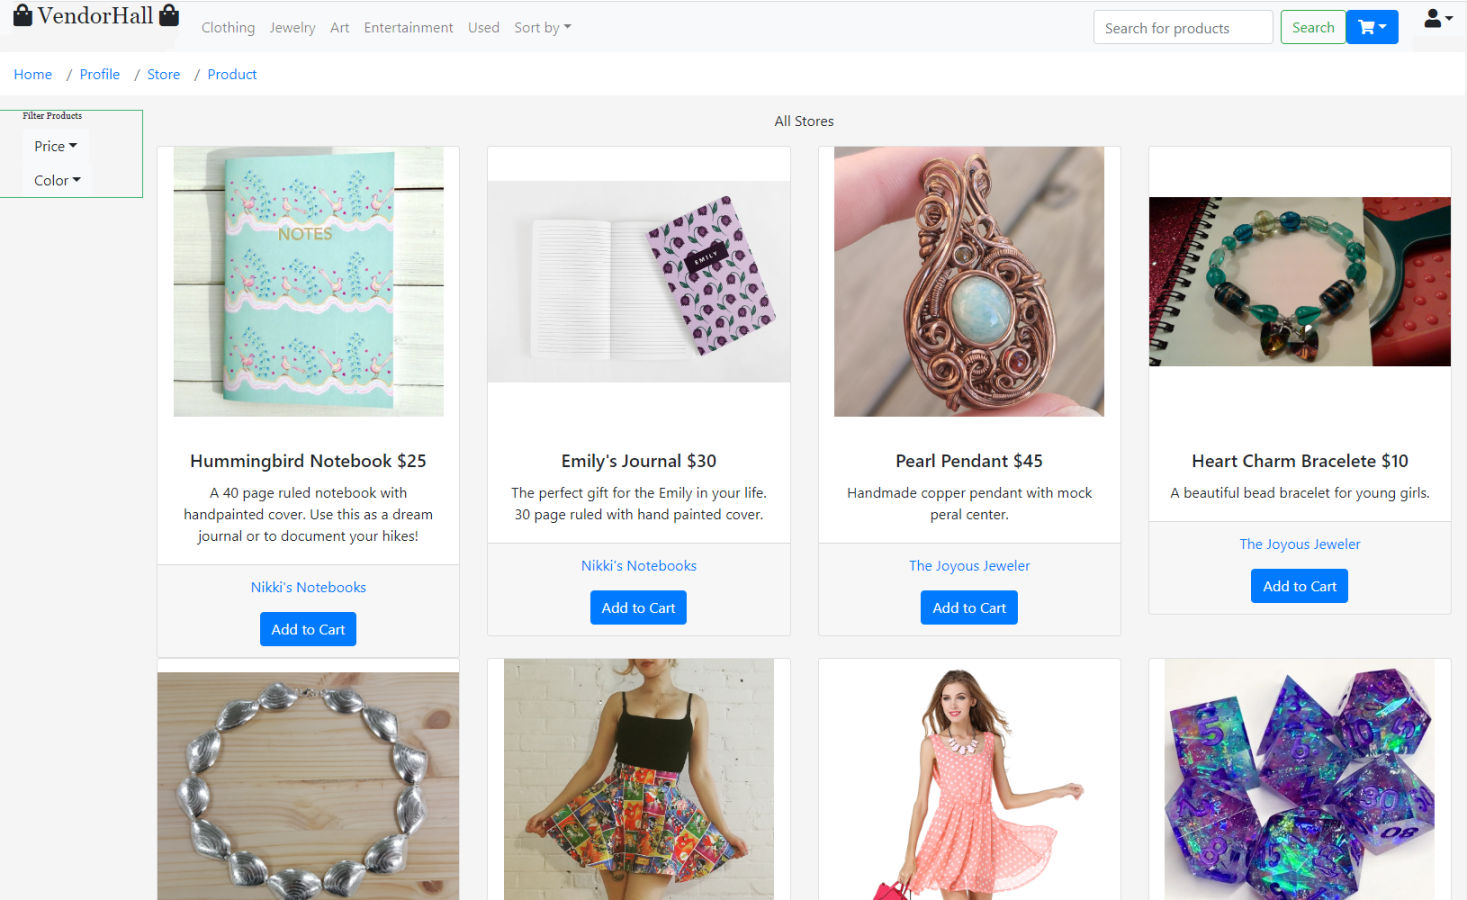 VendorHall
Clothing Jewelry Art Entertainment Used Sort by
Search for products
Search
Home / Profile / Store / Product
Filter Products
Price
Color
All Stores
NOTES
EMILY
Hummingbird Notebook $25
A 40 page ruled notebook with
handpainted cover. Use this as a dream
journal or to document your hikes!
Nikki's Notebooks
Add to Cart
Emily's Journal $30
The perfect gift for the Emily in your life.
30 page ruled with hand painted cover.
Nikki's Notebooks
Add to Cart
Pearl Pendant $45
Handmade copper pendant with mock
peral center.
The Joyous Jeweler
Add to Cart
Heart Charm Bracelete $10
A beautiful bead bracelet for young girls.
The Joyous Jeweler
Add to Cart
5
30
80
8